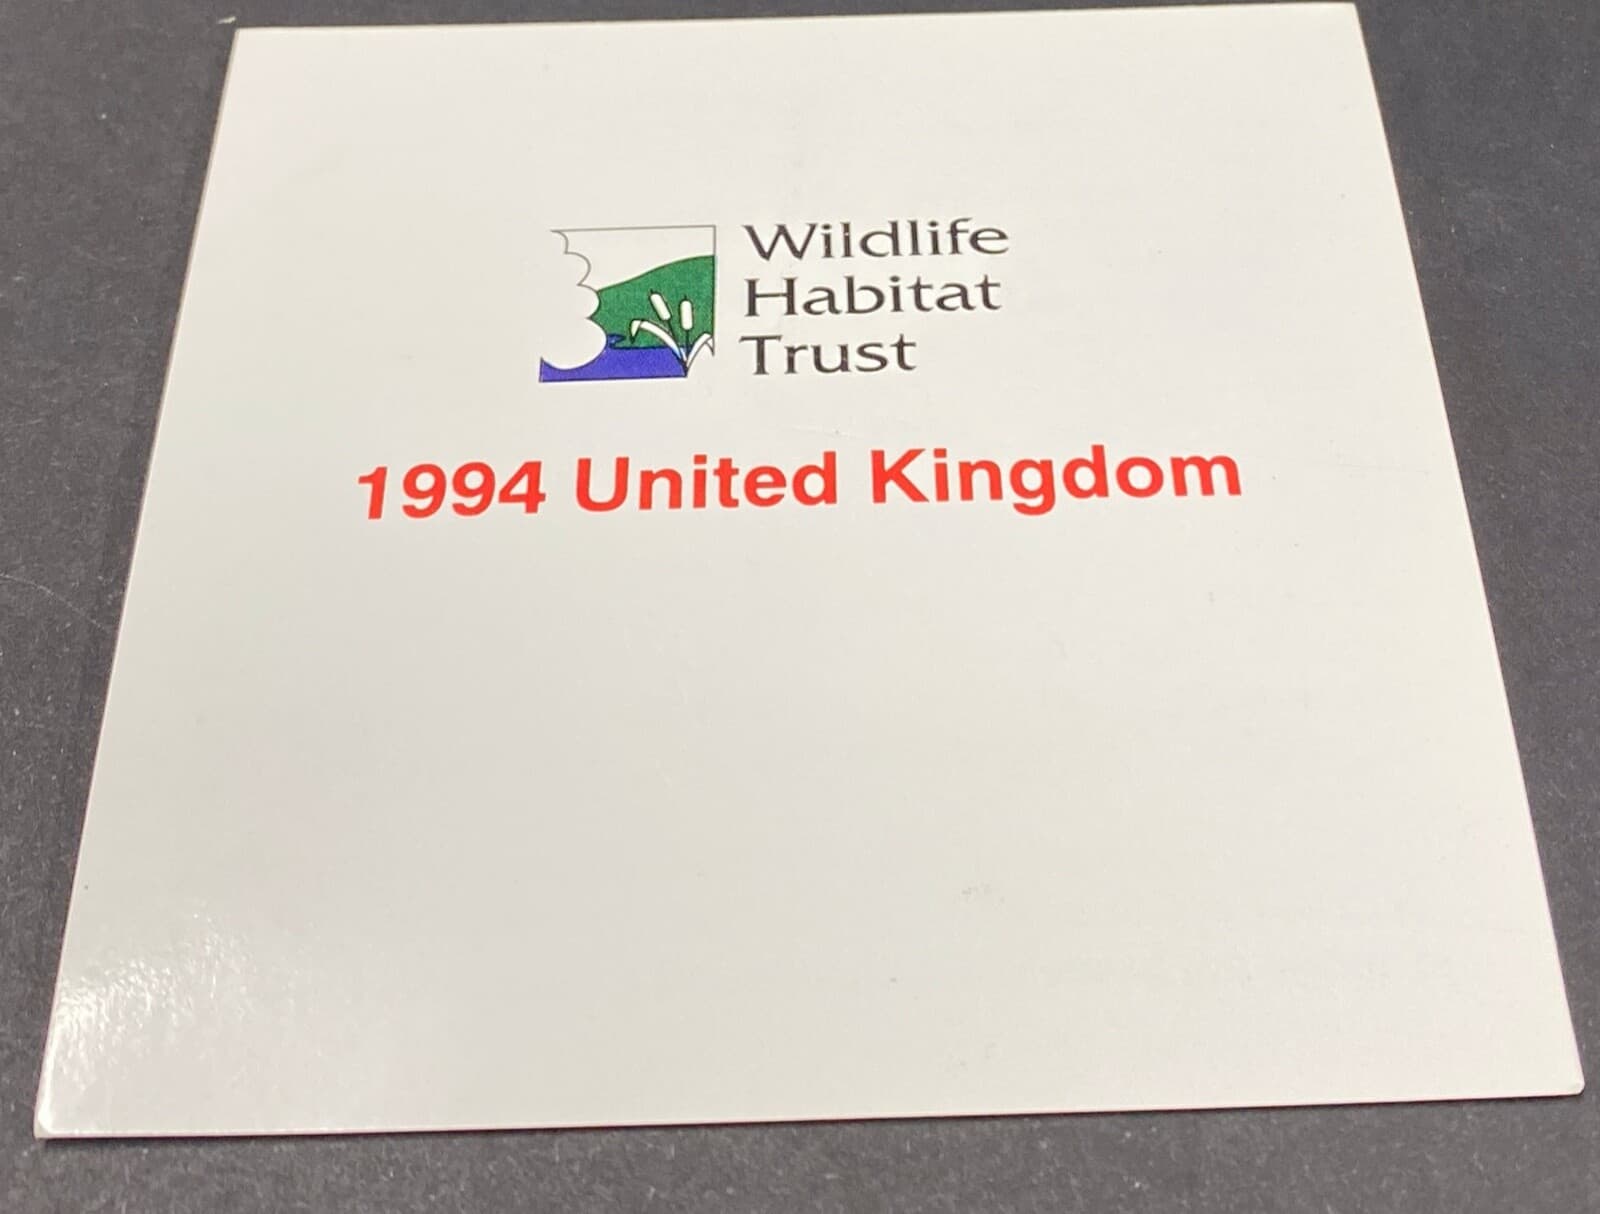 Wildlife
Habitat
Trust
1994 United Kingdom